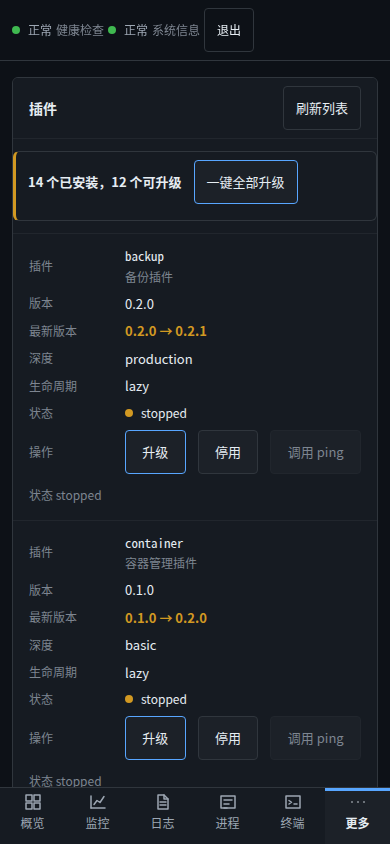 正常 健康检查 正常 系统信息 退出
插件 刷新列表
14 个已安装，12 个可升级 一键全部升级
插件 backup
备份插件
版本 0.2.0
最新版本 0.2.0 → 0.2.1
深度 production
生命周期 lazy
状态 stopped
操作 升级 停用 调用 ping
状态 stopped
插件 container
容器管理插件
版本 0.1.0
最新版本 0.1.0 → 0.2.0
深度 basic
生命周期 lazy
状态 stopped
操作 升级 停用 调用 ping
状态 stopped
概览 监控 日志 进程 终端 更多